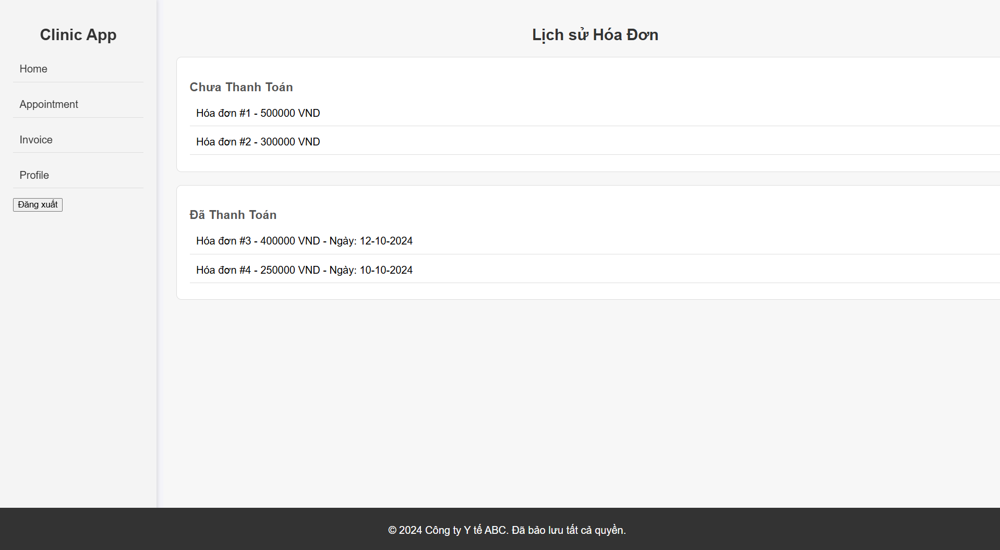 Clinic App
Home
Appointment
Invoice
Profile
Đăng xuất
Lịch sử Hóa Đơn
Chưa Thanh Toán
Hóa đơn #1 - 500000 VND
Hóa đơn #2 - 300000 VND
Đã Thanh Toán
Hóa đơn #3 - 400000 VND - Ngày: 12-10-2024
Hóa đơn #4 - 250000 VND - Ngày: 10-10-2024
© 2024 Công ty Y tế ABC. Đã bảo lưu tất cả quyền.